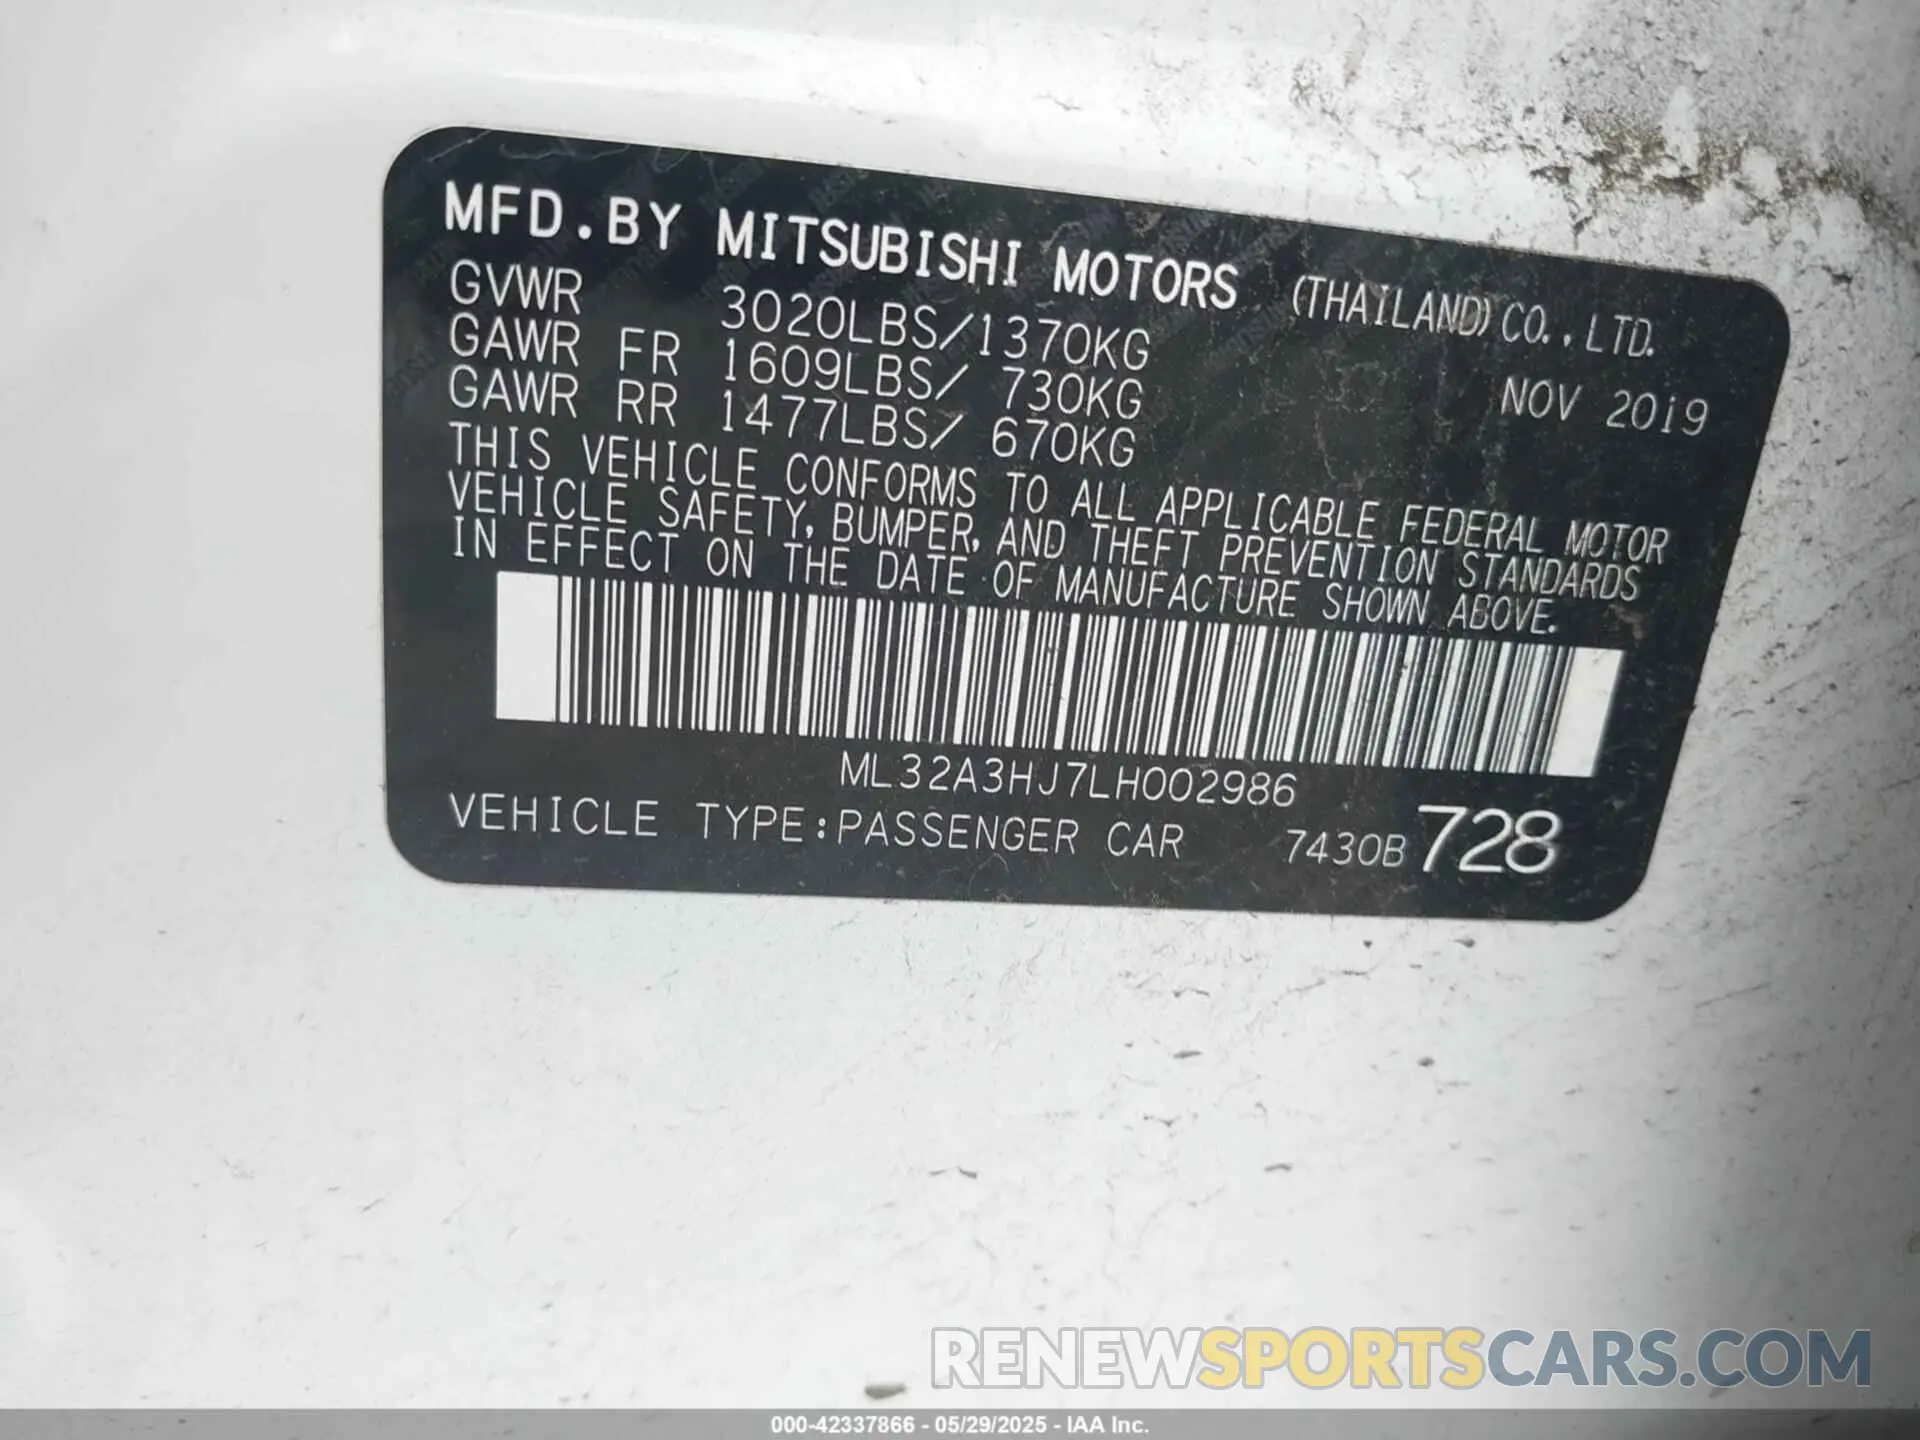 MFD.BY MITSUBISHI MOTORS (THAILAND)CO.,LTD.
GVWR 3020LBS/1370KG
GAWR FR 1609LBS/ 730KG NOV 2019
GAWR RR 1477LBS/ 670KG
THIS VEHICLE CONFORMS TO ALL APPLICABLE FEDERAL MOTOR
VEHICLE SAFETY, BUMPER, AND THEFT PREVENTION STANDARDS
IN EFFECT ON THE DATE OF MANUFACTURE SHOWN ABOVE.
ML32A3HJ7LH002986
VEHICLE TYPE:PASSENGER CAR 7430B 728
RENEWSPORTSCARS.COM
000-42337866 - 05/29/2025 - IAA Inc.